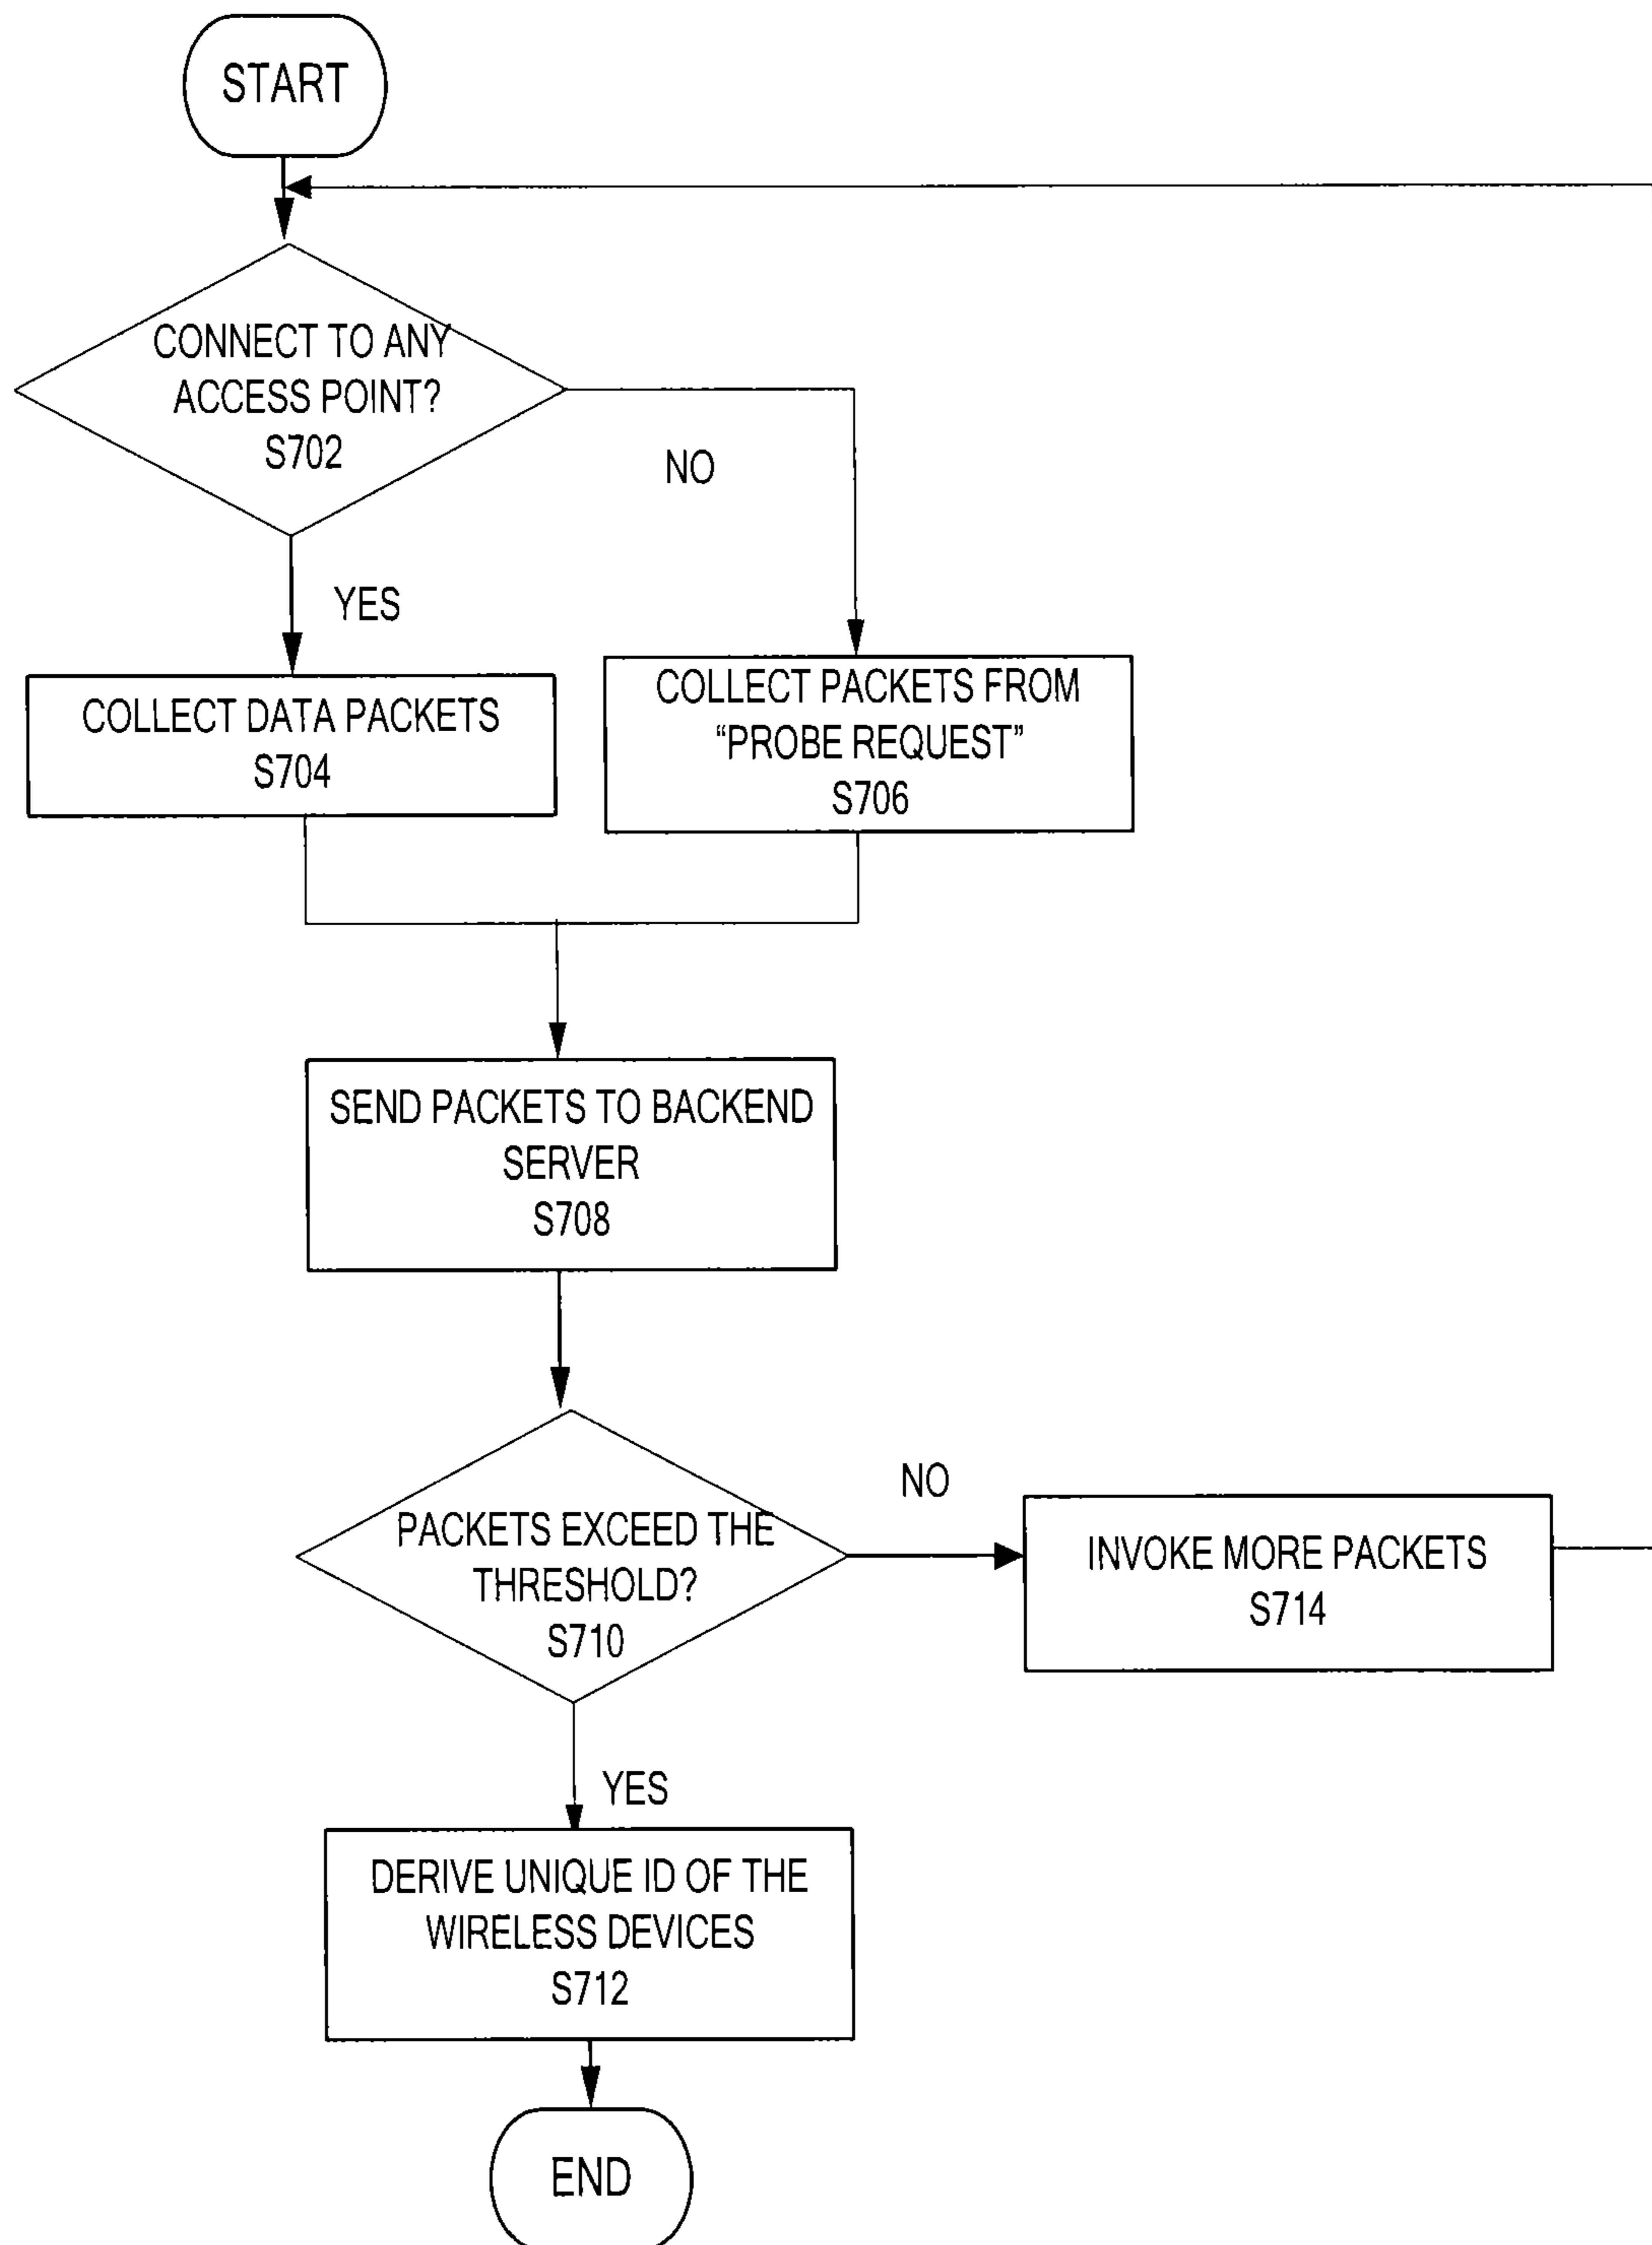 START
CONNECT TO ANY
ACCESS POINT?
S702
NO
YES
COLLECT DATA PACKETS
S704
COLLECT PACKETS FROM
“PROBE REQUEST”
S706
SEND PACKETS TO BACKEND
SERVER
S708
PACKETS EXCEED THE
THRESHOLD?
S710
NO
INVOKE MORE PACKETS
S714
YES
DERIVE UNIQUE ID OF THE
WIRELESS DEVICES
S712
END